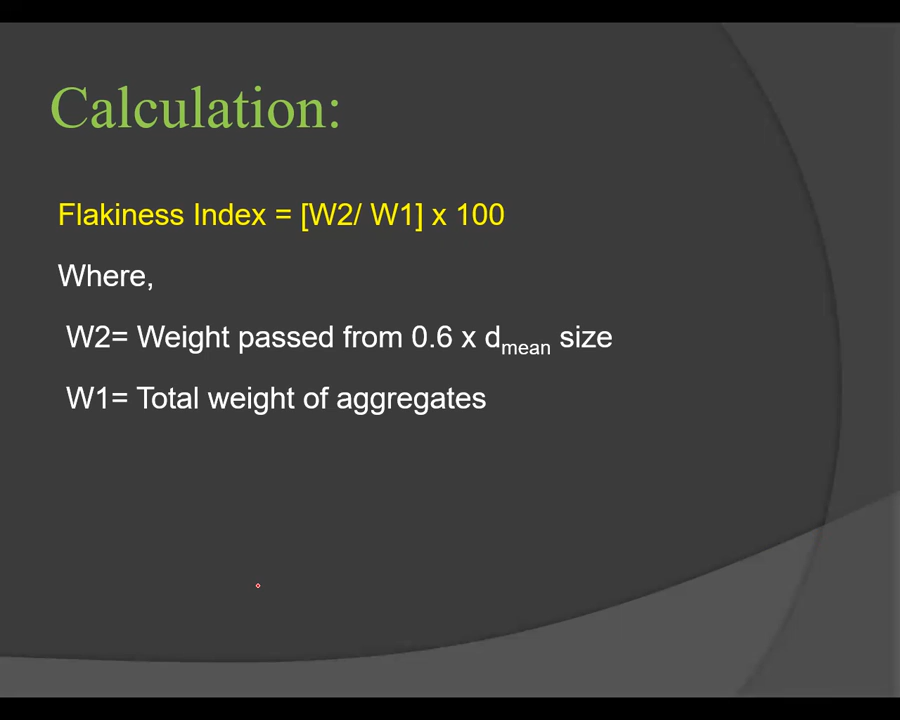 Calculation:
Flakiness Index = [W2/ W1] x 100
Where,
W2= Weight passed from 0.6 x dmean size
W1= Total weight of aggregates